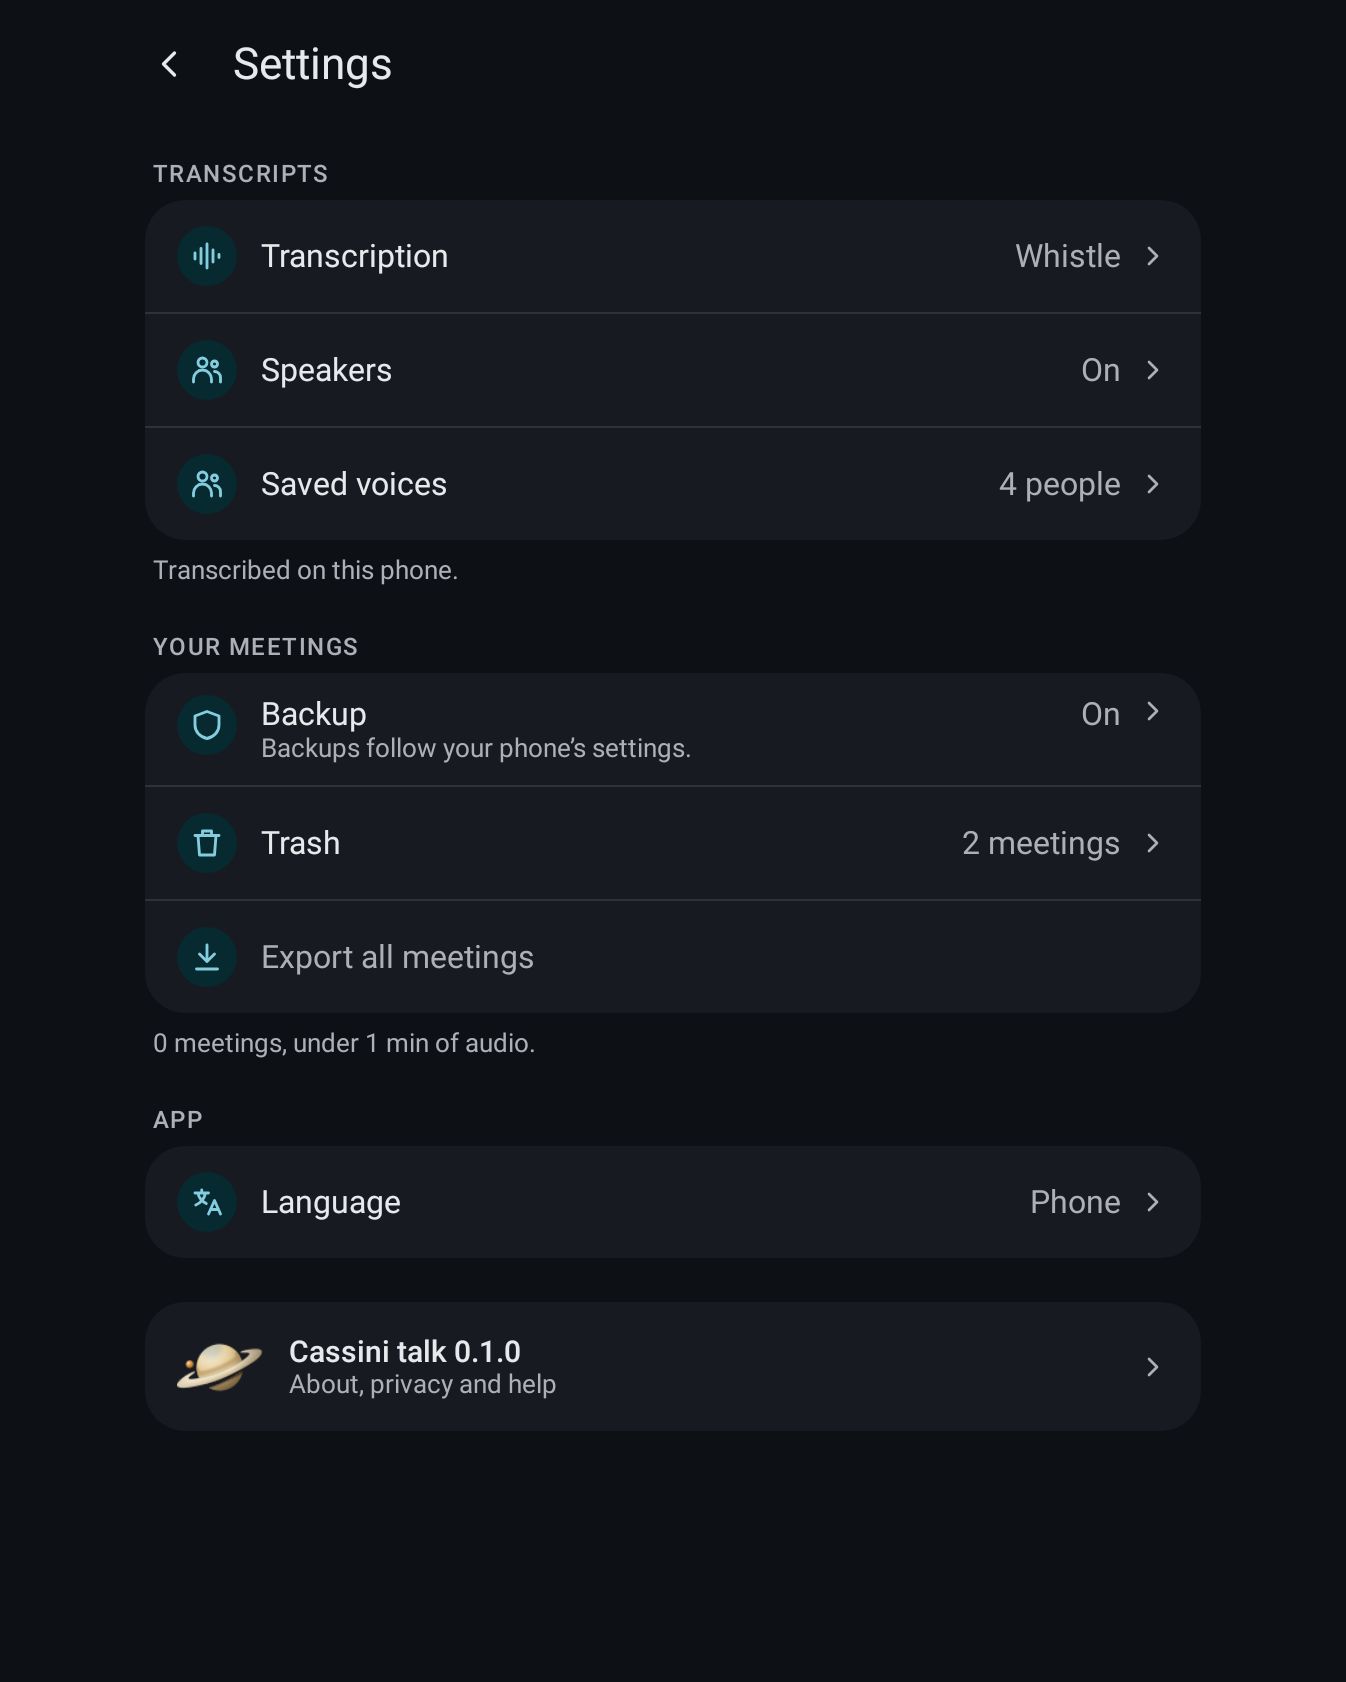 Settings
TRANSCRIPTS
Transcription Whistle
Speakers On
Saved voices 4 people
Transcribed on this phone.
YOUR MEETINGS
Backup On
Backups follow your phone’s settings.
Trash 2 meetings
Export all meetings
0 meetings, under 1 min of audio.
APP
Language Phone
Cassini talk 0.1.0
About, privacy and help